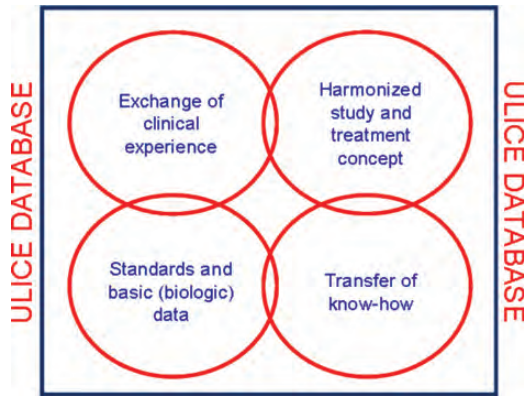 ULICE DATABASE
Exchange of
clinical
experience
Harmonized
study and
treatment
concept
Standards and
basic (biologic)
data
Transfer of
know-how
ULICE DATABASE